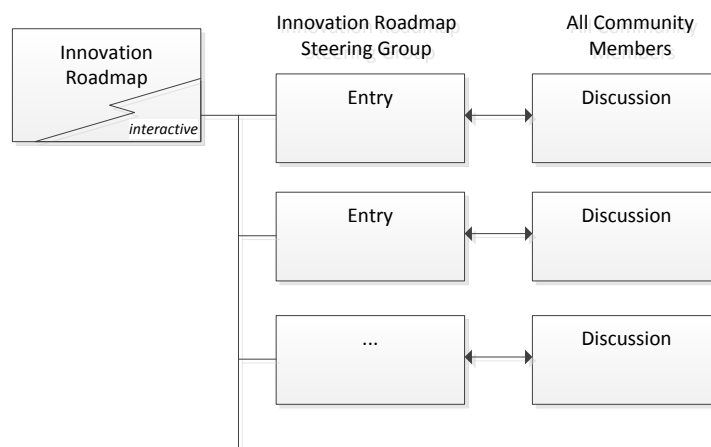 Innovation Roadmap
Steering Group
All Community
Members
Innovation
Roadmap
interactive
Entry
Discussion
Entry
Discussion
...
Discussion